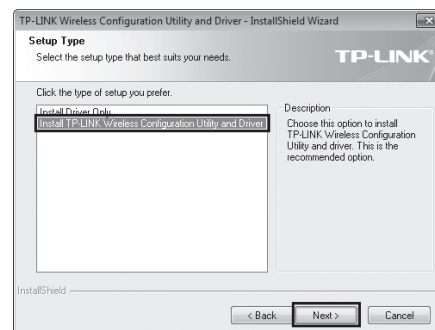 TP-LINK Wireless Configuration Utility and Driver - InstallShield Wizard
Setup Type
Select the setup type that best suits your needs.
TP-LINK®
Click the type of setup you prefer.
Install Driver Only
Install TP-LINK Wireless Configuration Utility and Driver
Description
Choose this option to install
TP-LINK Wireless Configuration
Utility and driver. This is the
recommended option.
InstallShield
< Back
Next >
Cancel